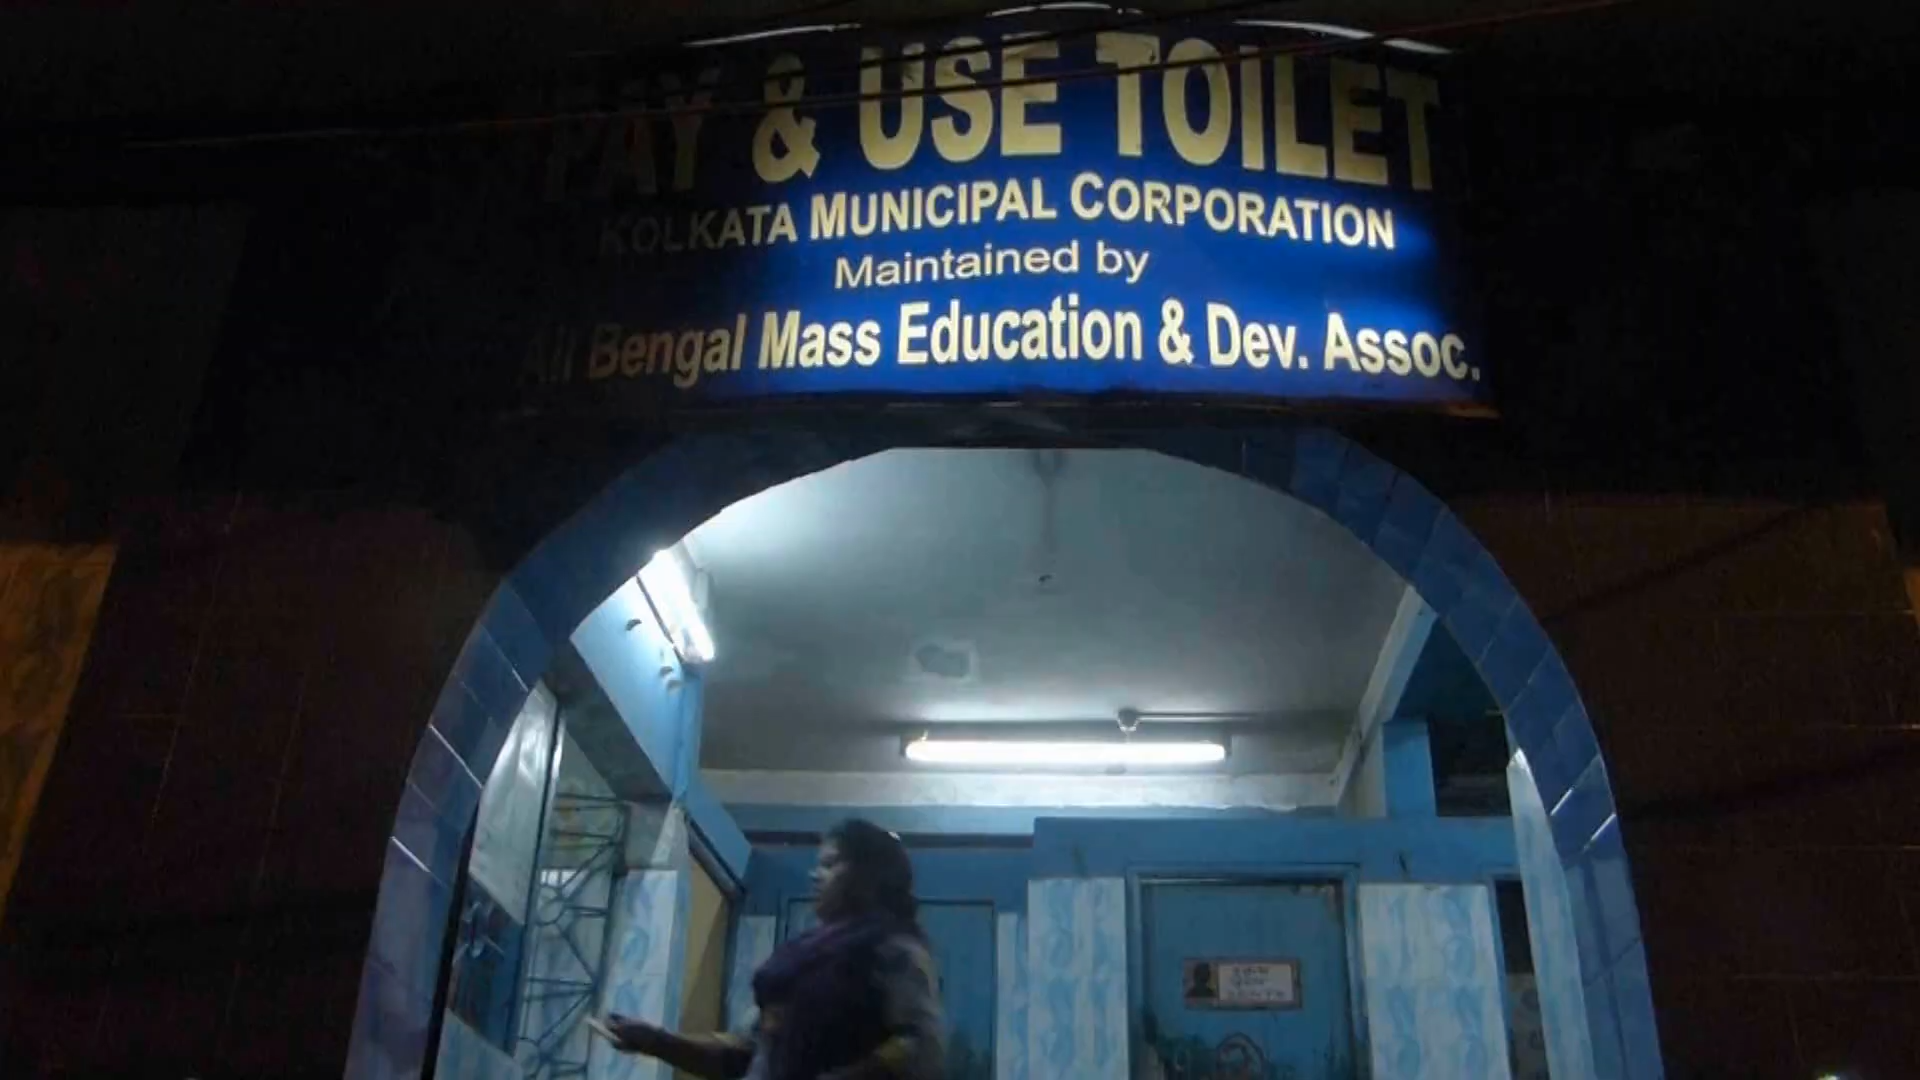 PAY & USE TOILET
KOLKATA MUNICIPAL CORPORATION
Maintained by
All Bengal Mass Education & Dev. Assoc.